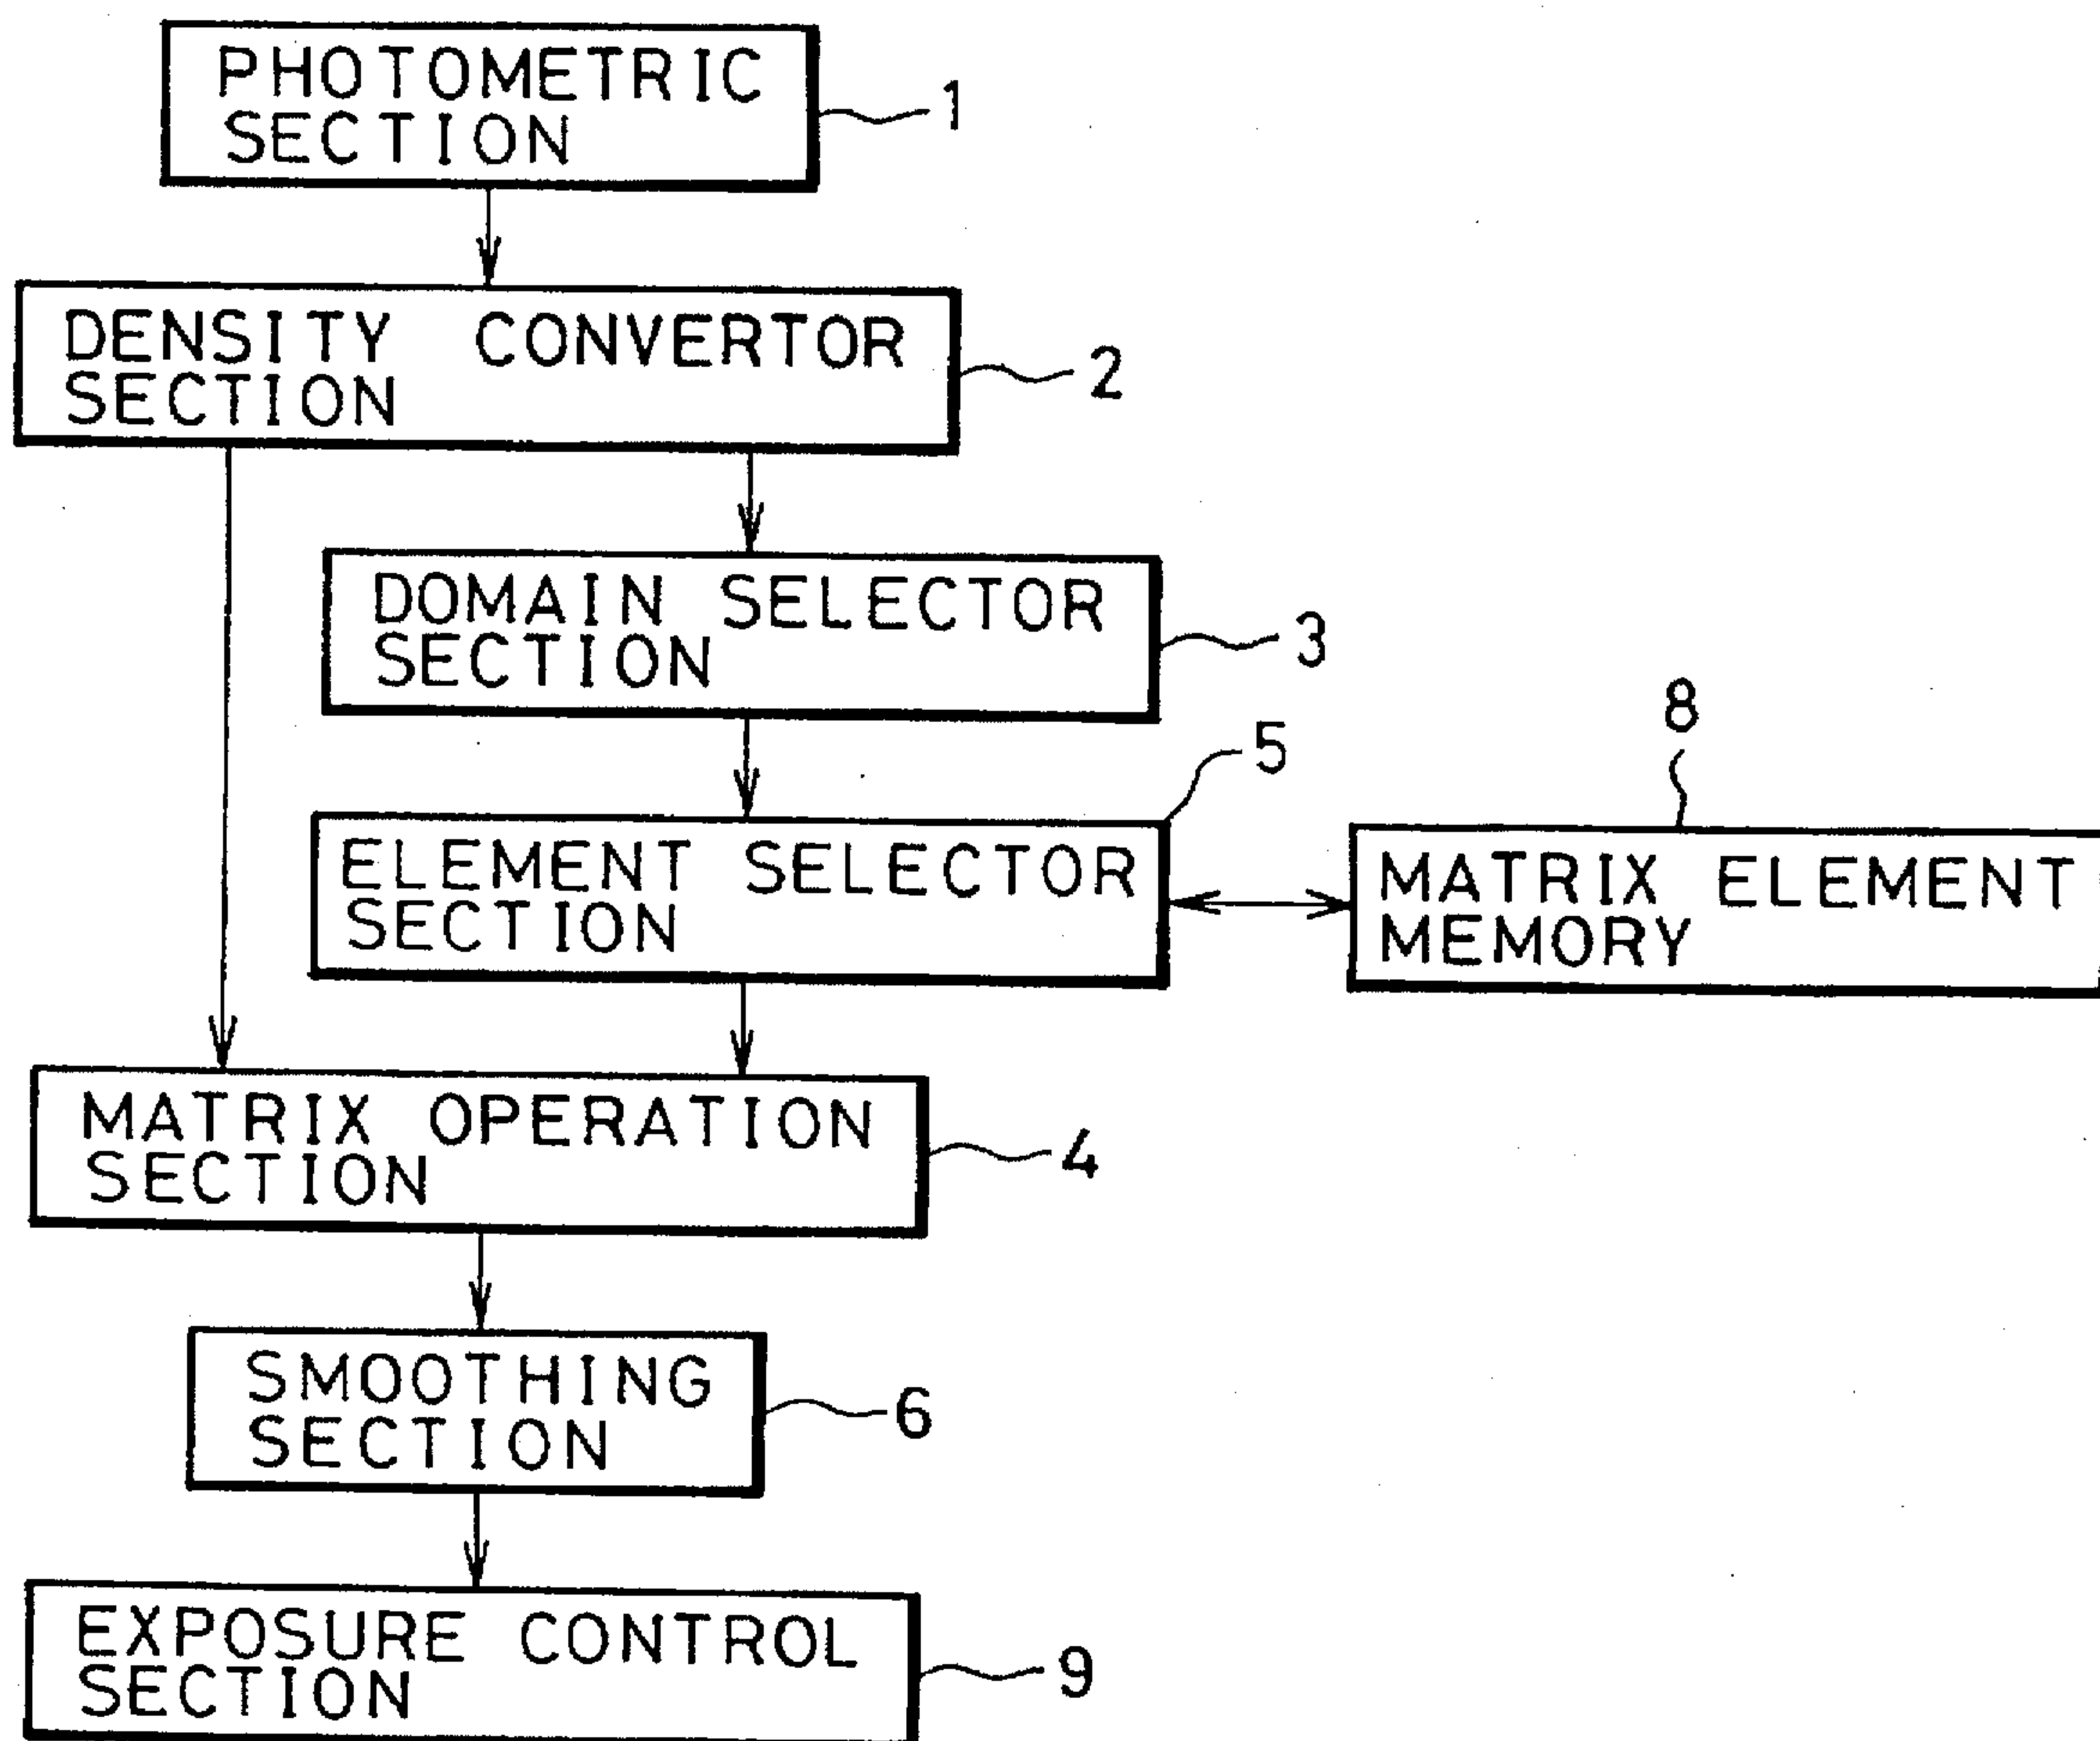 PHOTOMETRIC
SECTION
1
DENSITY CONVERTOR
SECTION
2
DOMAIN SELECTOR
SECTION
3
ELEMENT SELECTOR
SECTION
5
8
MATRIX ELEMENT
MEMORY
MATRIX OPERATION
SECTION
4
SMOOTHING
SECTION
6
EXPOSURE CONTROL
SECTION
9